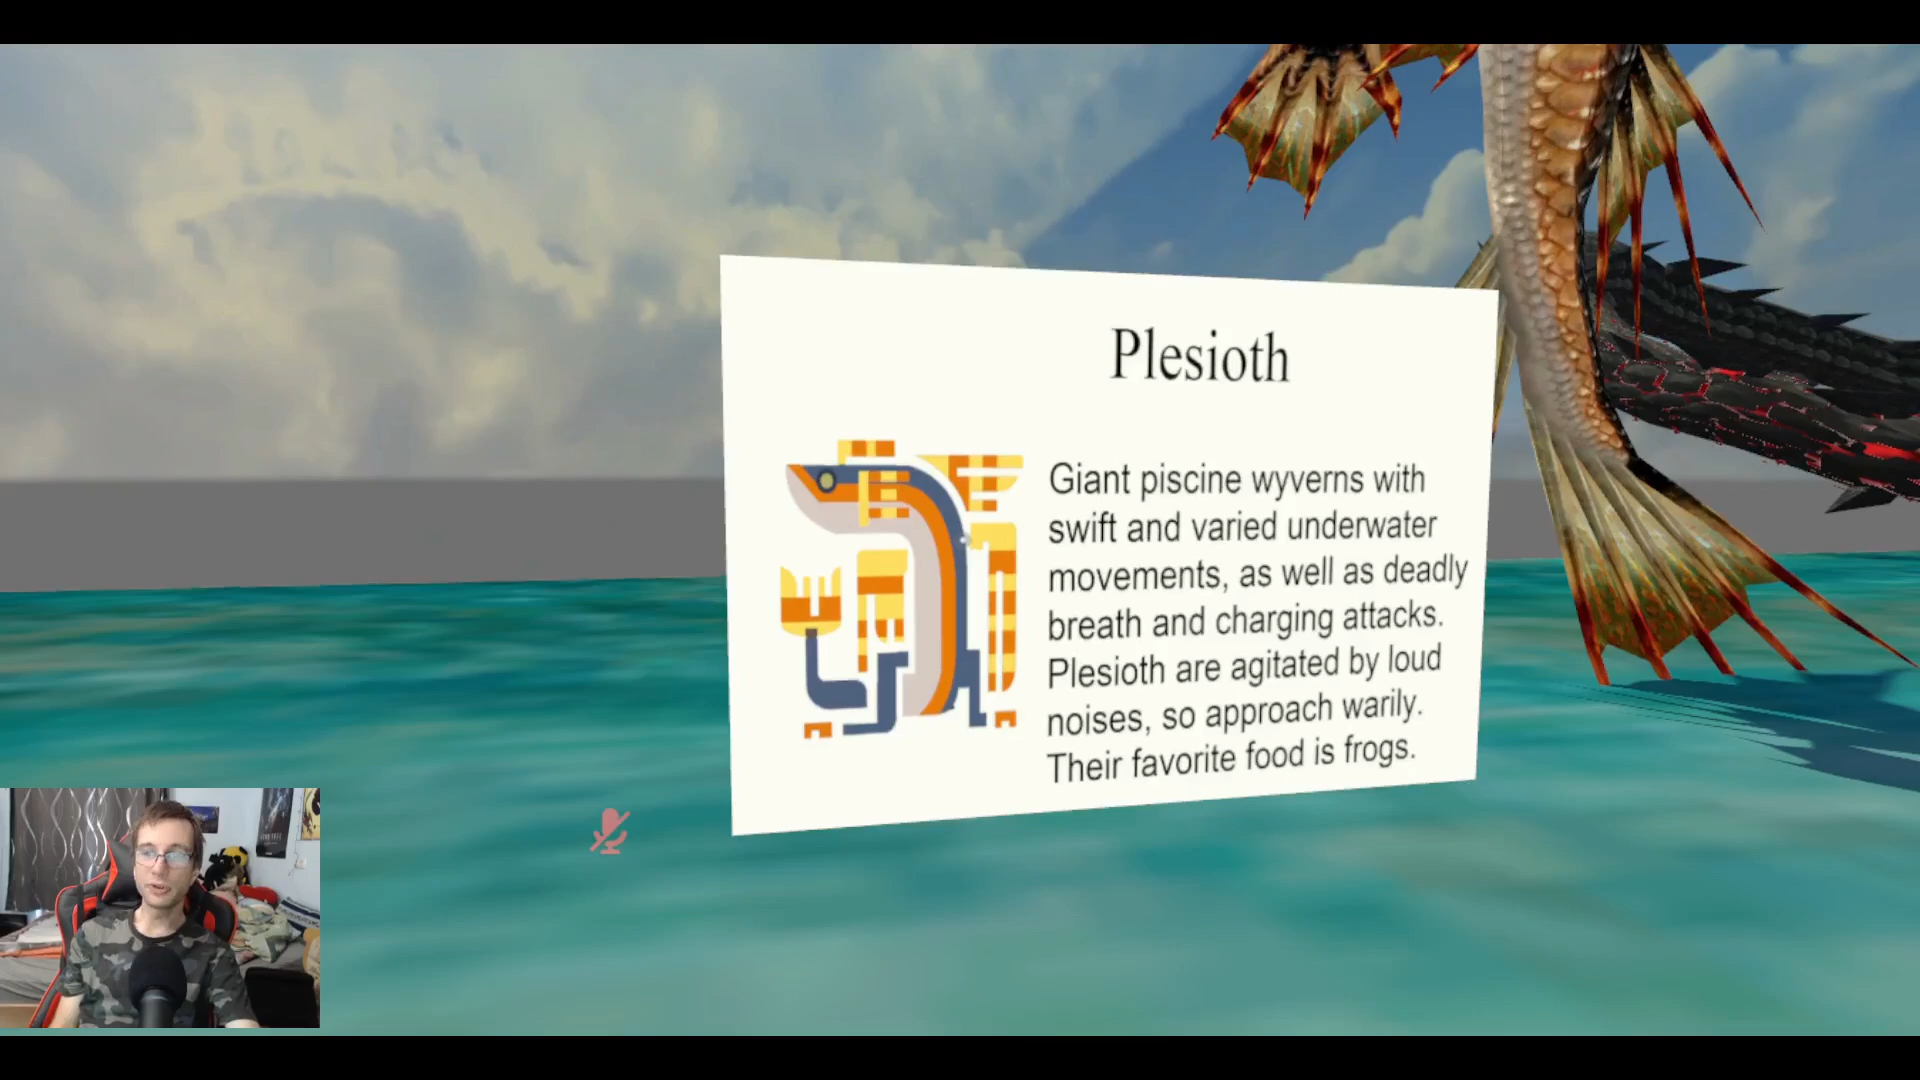 Plesioth
Giant piscine wyverns with
swift and varied underwater
movements, as well as deadly
breath and charging attacks.
Plesioth are agitated by loud
noises, so approach warily.
Their favorite food is frogs.